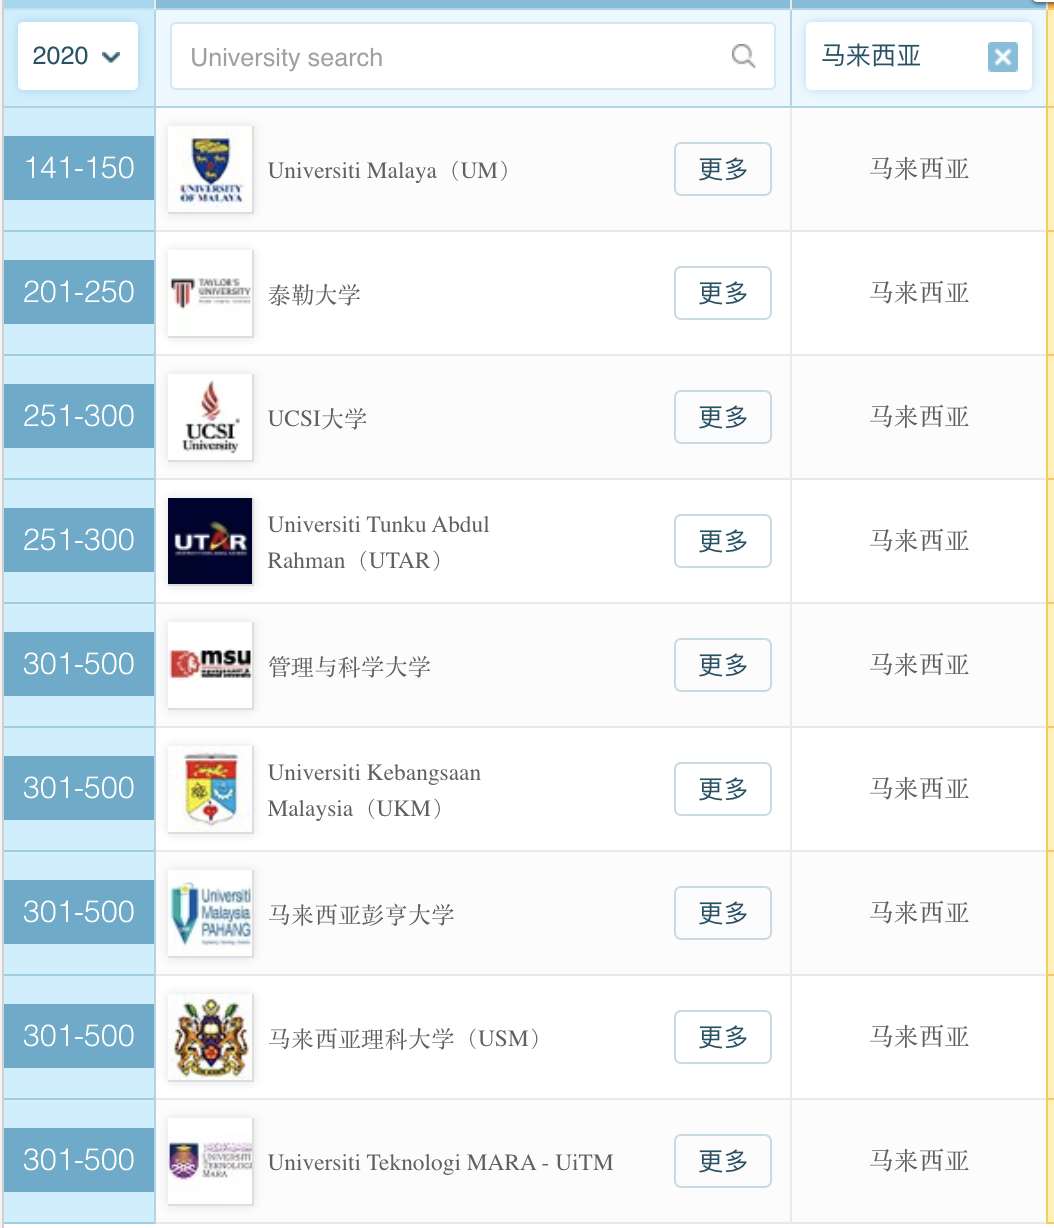 2020
University search
马来西亚
141-150
UNIVERSITY
OF MALAYA
Universiti Malaya（UM）
更多
马来西亚
201-250
TAYLOR'S
UNIVERSITY
泰勒大学
更多
马来西亚
251-300
UCSI
University
UCSI大学
更多
马来西亚
251-300
UTAR
Universiti Tunku Abdul
Rahman（UTAR）
更多
马来西亚
301-500
msu
管理与科学大学
更多
马来西亚
301-500
Universiti Kebangsaan
Malaysia（UKM）
更多
马来西亚
301-500
Universiti
Malaysia
PAHANG
马来西亚彭亨大学
更多
马来西亚
301-500
马来西亚理科大学（USM）
更多
马来西亚
301-500
UNIVERSITI
TEKNOLOGI
MARA
Universiti Teknologi MARA - UiTM
更多
马来西亚